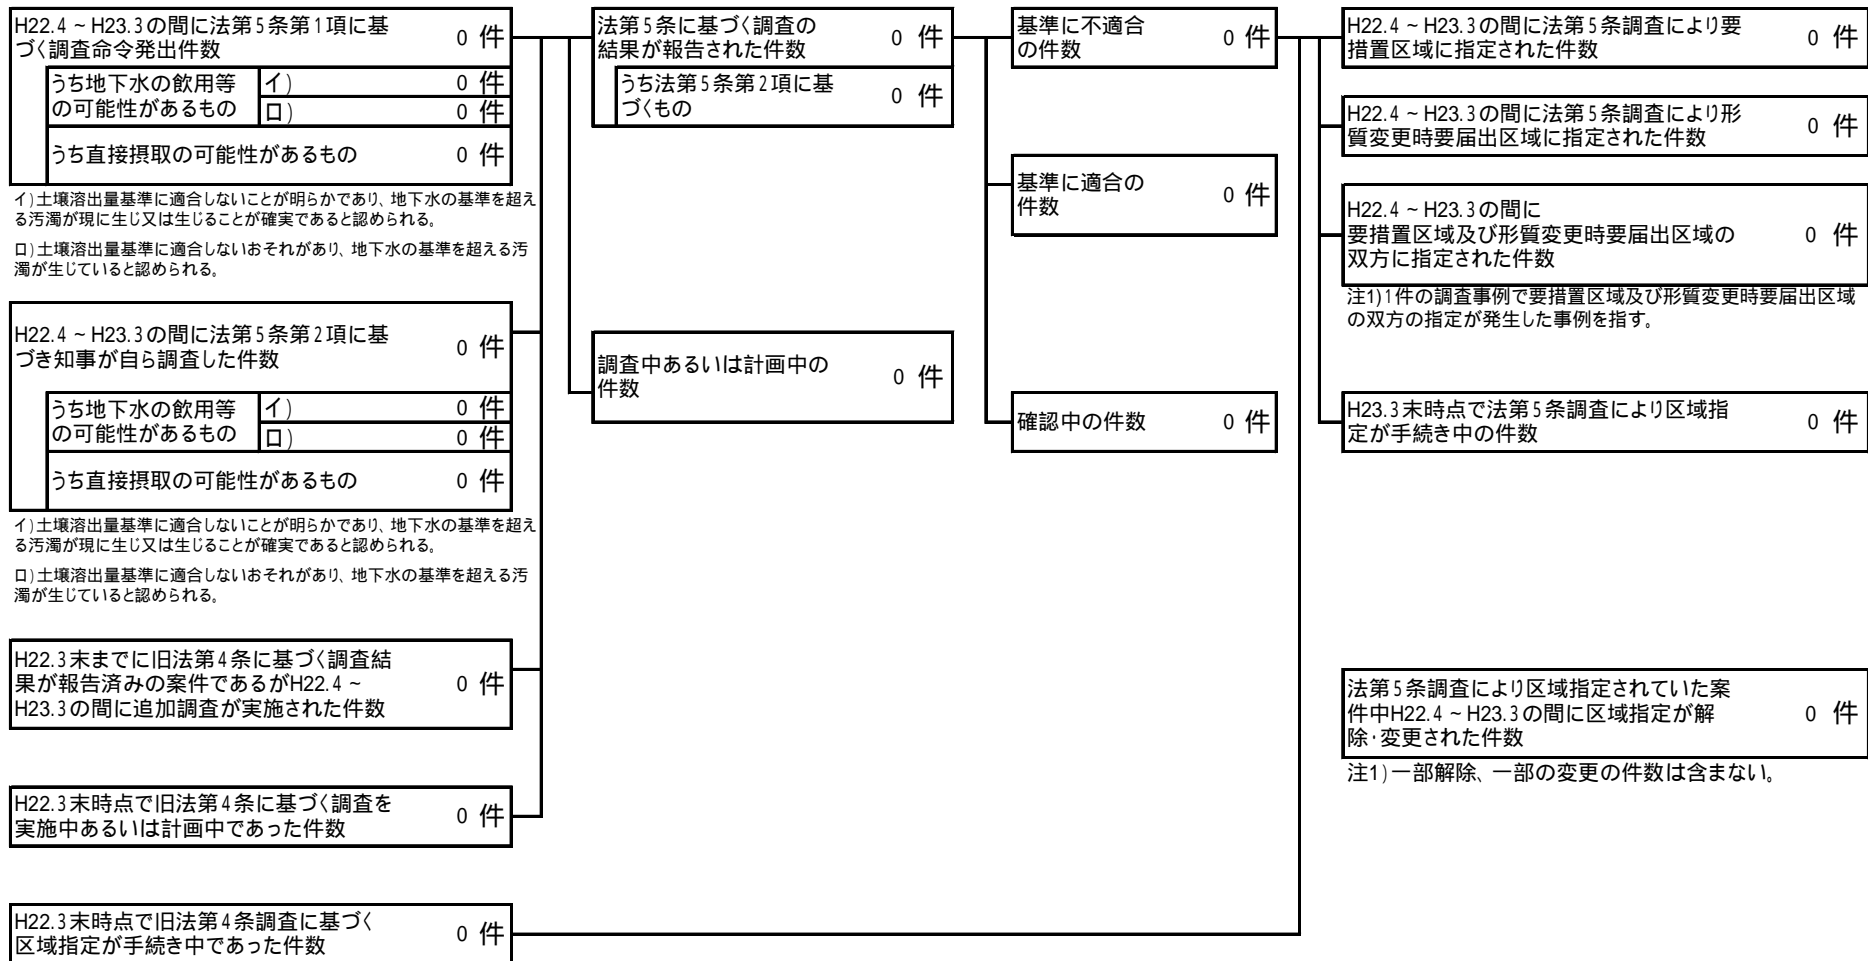 H22.4～H23.3の間に法第5条第1項に基
づく調査命令発出件数
0 件
うち地下水の飲用等
の可能性があるもの
イ) 0 件
ロ) 0 件
うち直接摂取の可能性があるもの 0 件
イ)土壌溶出量基準に適合しないことが明らかであり、地下水の基準を超え
る汚濁が現に生じ又は生じることが確実であると認められる。
ロ)土壌溶出量基準に適合しないおそれがあり、地下水の基準を超える汚
濁が生じていると認められる。
H22.4～H23.3の間に法第5条第2項に基
づき知事が自ら調査した件数
0 件
うち地下水の飲用等
の可能性があるもの
イ) 0 件
ロ) 0 件
うち直接摂取の可能性があるもの 0 件
イ)土壌溶出量基準に適合しないことが明らかであり、地下水の基準を超え
る汚濁が現に生じ又は生じることが確実であると認められる。
ロ)土壌溶出量基準に適合しないおそれがあり、地下水の基準を超える汚
濁が生じていると認められる。
H22.3末までに旧法第4条に基づく調査結
果が報告済みの案件であるがH22.4～
H23.3の間に追加調査が実施された件数
0 件
H22.3末時点で旧法第4条に基づく調査を
実施中あるいは計画中であった件数
0 件
H22.3末時点で旧法第4条調査に基づく
区域指定が手続き中であった件数
0 件
法第5条に基づく調査の
結果が報告された件数
0 件
うち法第5条第2項に基
づくもの
0 件
調査中あるいは計画中の
件数
0 件
基準に不適合
の件数
0 件
基準に適合の
件数
0 件
確認中の件数 0 件
H22.4～H23.3の間に法第5条調査により要
措置区域に指定された件数
0 件
H22.4～H23.3の間に法第5条調査により形
質変更時要届出区域に指定された件数
0 件
H22.4～H23.3の間に
要措置区域及び形質変更時要届出区域の
双方に指定された件数
0 件
注1)1件の調査事例で要措置区域及び形質変更時要届出区域
の双方の指定が発生した事例を指す。
H23.3末時点で法第5条調査により区域指
定が手続き中の件数
0 件
法第5条調査により区域指定されていた案
件中H22.4～H23.3の間に区域指定が解
除・変更された件数
0 件
注1)一部解除、一部の変更の件数は含まない。